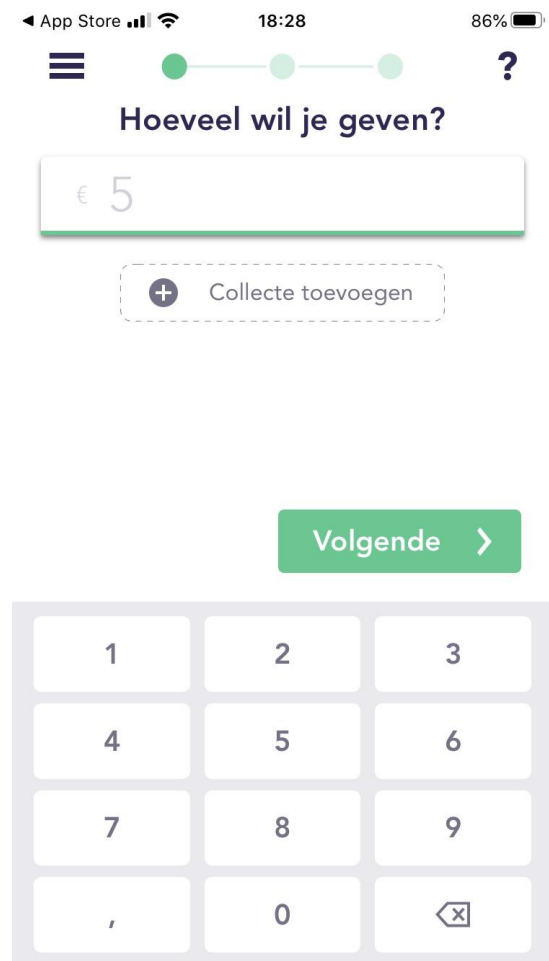 ◀ App Store 18:28 86%
?
Hoeveel wil je geven?
€ 5
+ Collecte toevoegen
Volgende >
1 2 3
4 5 6
7 8 9
, 0